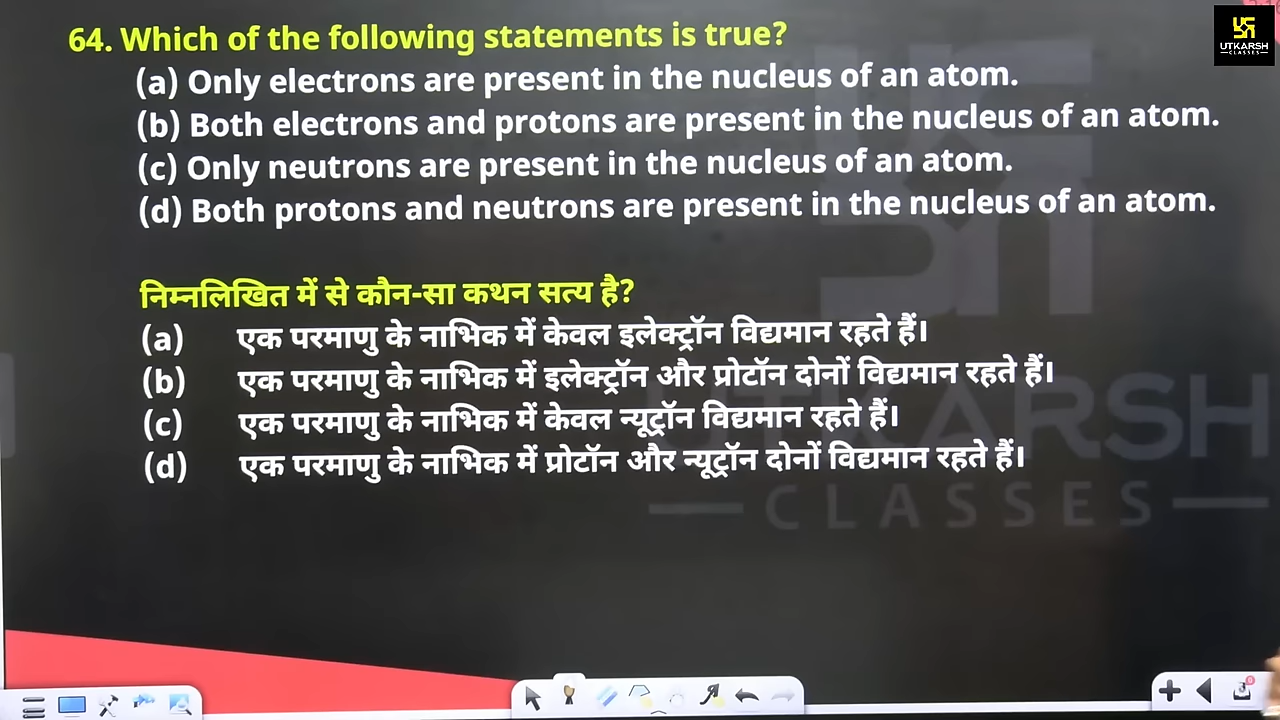 64. Which of the following statements is true?
(a) Only electrons are present in the nucleus of an atom.
(b) Both electrons and protons are present in the nucleus of an atom.
(c) Only neutrons are present in the nucleus of an atom.
(d) Both protons and neutrons are present in the nucleus of an atom.
निम्नलिखित में से कौन-सा कथन सत्य है?
(a) एक परमाणु के नाभिक में केवल इलेक्ट्रॉन विद्यमान रहते हैं।
(b) एक परमाणु के नाभिक में इलेक्ट्रॉन और प्रोटॉन दोनों विद्यमान रहते हैं।
(c) एक परमाणु के नाभिक में केवल न्यूट्रॉन विद्यमान रहते हैं।
(d) एक परमाणु के नाभिक में प्रोटॉन और न्यूट्रॉन दोनों विद्यमान रहते हैं।
UTKARSH
CLASSES
UTKARSH
CLASSES